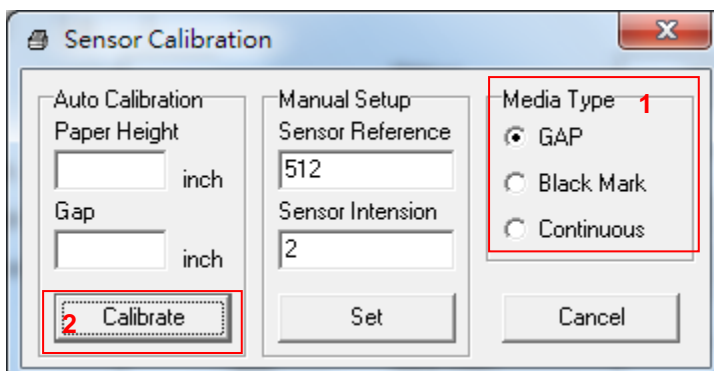 Sensor Calibration
Auto Calibration
Paper Height
inch
Gap
inch
2 Calibrate
Manual Setup
Sensor Reference
512
Sensor Intension
2
Set
Media Type 1
GAP
Black Mark
Continuous
Cancel